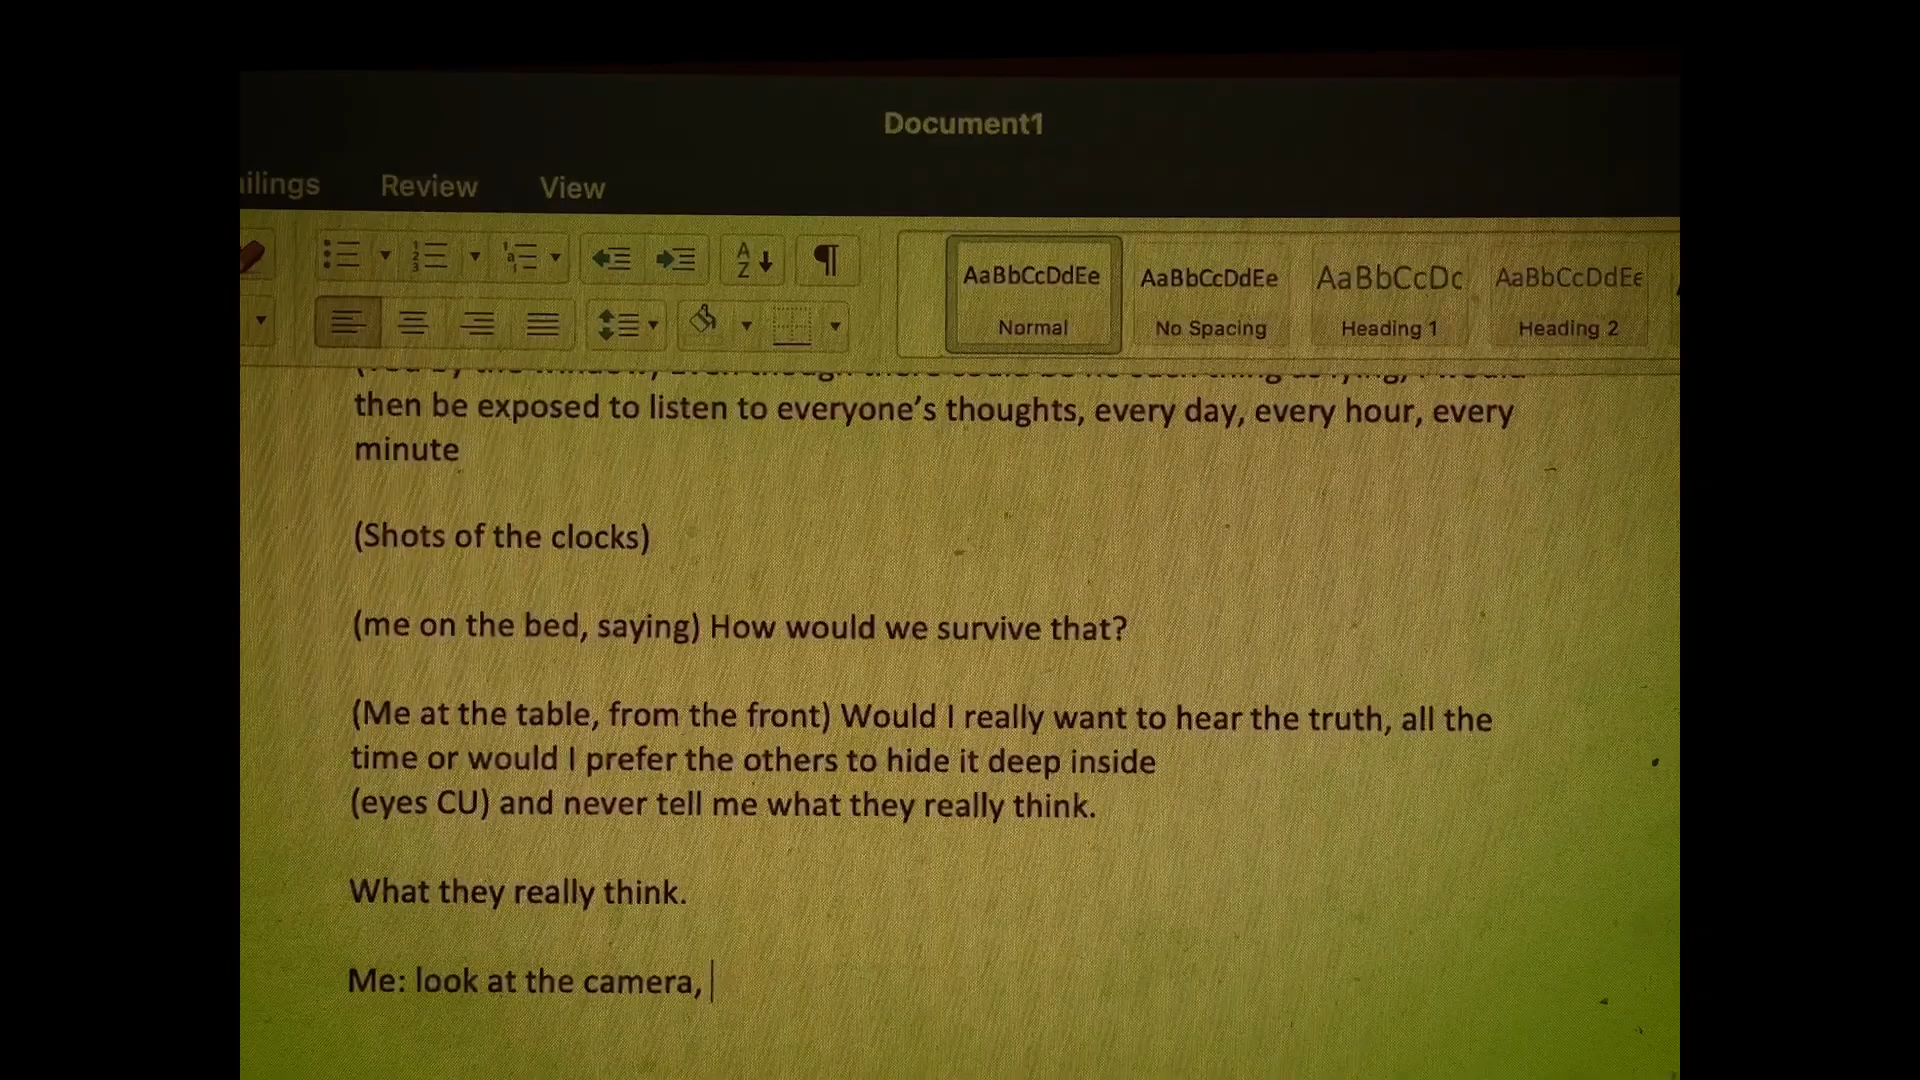 Document1
ilings Review View
AaBbCcDdEe AaBbCcDdEe AaBbCcDc AaBbCcDdEe
Normal No Spacing Heading 1 Heading 2
then be exposed to listen to everyone’s thoughts, every day, every hour, every
minute
(Shots of the clocks)
(me on the bed, saying) How would we survive that?
(Me at the table, from the front) Would I really want to hear the truth, all the
time or would I prefer the others to hide it deep inside
(eyes CU) and never tell me what they really think.
What they really think.
Me: look at the camera,